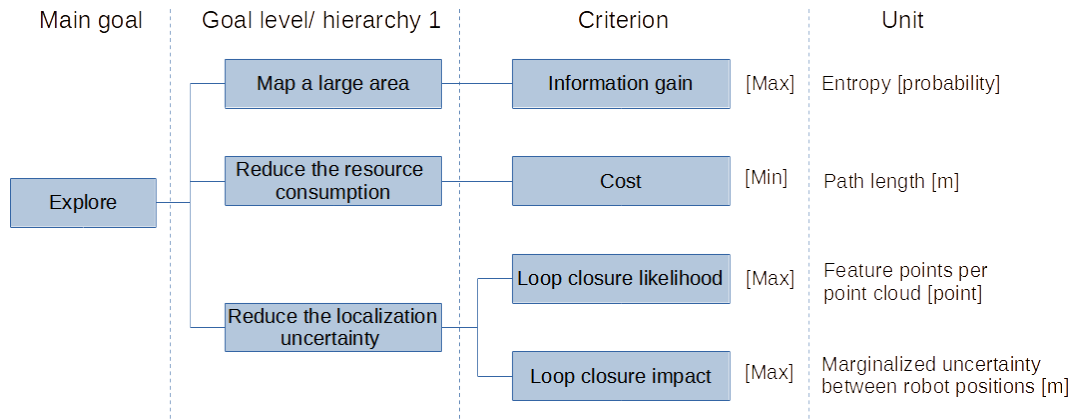 Main goal
Goal level/ hierarchy 1
Criterion
Unit
Explore
Map a large area
Information gain
[Max]
Entropy [probability]
Reduce the resource
consumption
Cost
[Min]
Path length [m]
Reduce the localization
uncertainty
Loop closure likelihood
[Max]
Feature points per
point cloud [point]
Loop closure impact
[Max]
Marginalized uncertainty
between robot positions [m]